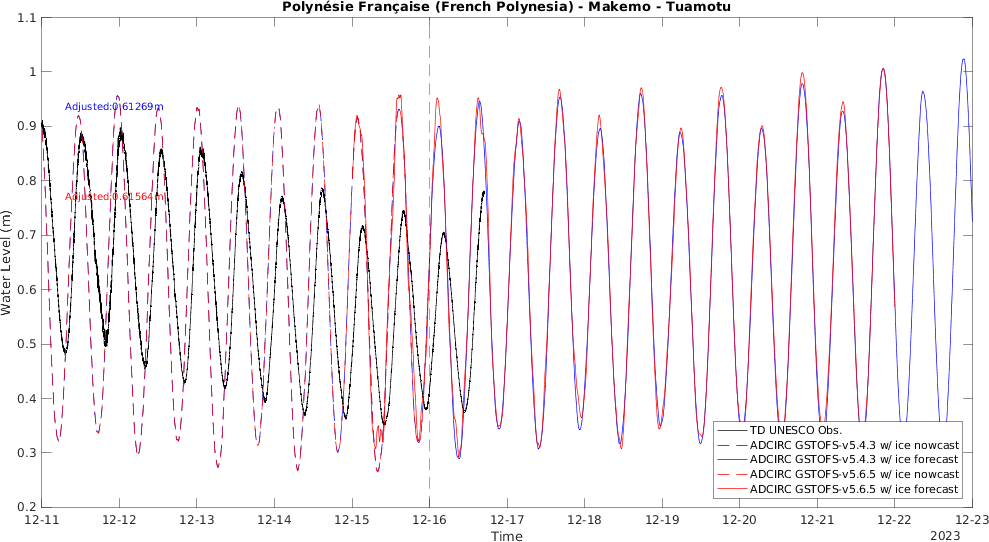 Polynésie Française (French Polynesia) - Makemo - Tuamotu
1.1
1
0.9
0.8
0.7
0.6
0.5
0.4
0.3
0.2
Water Level (m)
Adjusted:0.61269m
Adjusted:0.61564m
TD UNESCO Obs.
ADCIRC GSTOFS-v5.4.3 w/ ice nowcast
ADCIRC GSTOFS-v5.4.3 w/ ice forecast
ADCIRC GSTOFS-v5.6.5 w/ ice nowcast
ADCIRC GSTOFS-v5.6.5 w/ ice forecast
12-11 12-12 12-13 12-14 12-15 12-16 12-17 12-18 12-19 12-20 12-21 12-22 12-23
Time
2023